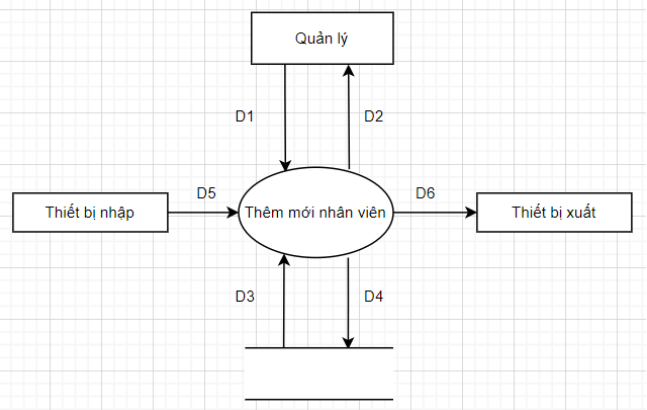 Quản lý
D1
D2
D5
D6
Thiết bị nhập
Thêm mới nhân viên
Thiết bị xuất
D3
D4